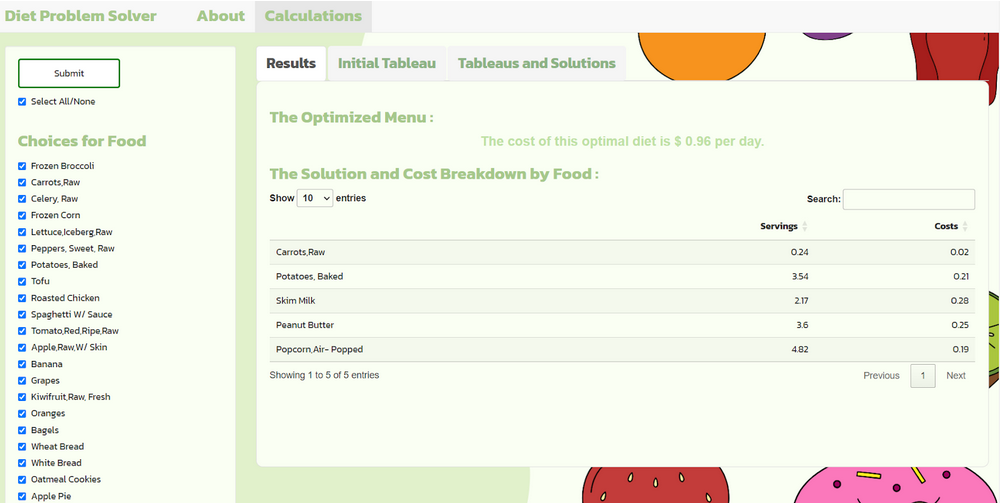 Diet Problem Solver About Calculations
Submit
Select All/None
Choices for Food
Frozen Broccoli
Carrots,Raw
Celery, Raw
Frozen Corn
Lettuce,Iceberg,Raw
Peppers, Sweet, Raw
Potatoes, Baked
Tofu
Roasted Chicken
Spaghetti W/ Sauce
Tomato,Red,Ripe,Raw
Apple,Raw,W/ Skin
Banana
Grapes
Kiwifruit,Raw, Fresh
Oranges
Bagels
Wheat Bread
White Bread
Oatmeal Cookies
Apple Pie
Results Initial Tableau Tableaus and Solutions
The Optimized Menu :
The cost of this optimal diet is $ 0.96 per day.
The Solution and Cost Breakdown by Food :
Show 10 entries Search:
Servings Costs
Carrots,Raw 0.24 0.02
Potatoes, Baked 3.54 0.21
Skim Milk 2.17 0.28
Peanut Butter 3.6 0.25
Popcorn,Air- Popped 4.82 0.19
Showing 1 to 5 of 5 entries Previous 1 Next